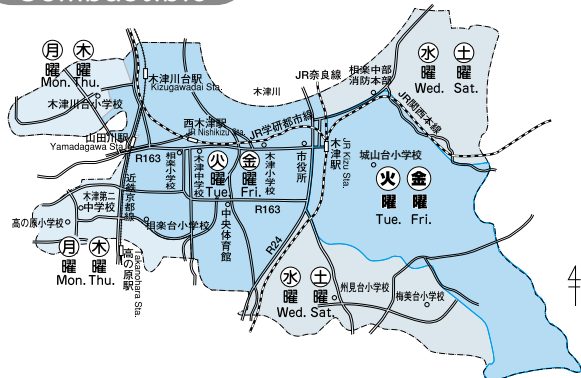 Combustible
月 木
曜 曜
Mon. Thu.
木津川台駅
Kizugawadai Sta.
木津川
JR奈良線
相楽中部
消防本部
水 土
曜 曜
Wed. Sat.
木津川台小学校
西木津駅
JR Nishikizu Sta.
JR学研都市線
JR関西本線
山田川駅
Yamadagawa Sta.
R163
相楽小学校
木津中学校
火 金
曜 曜
Tue. Fri.
木津小学校
市役所
木津駅
JR Kizu Sta.
城山台小学校
火 金
曜 曜
Tue. Fri.
近鉄京都線
木津第二
中学校
高の原小学校
相楽台小学校
中央体育館
R163
R24
月 木
曜 曜
Mon. Thu.
高の原駅
Takanohara Sta.
水 土
曜 曜
Wed. Sat.
州見台小学校
梅美台小学校
4